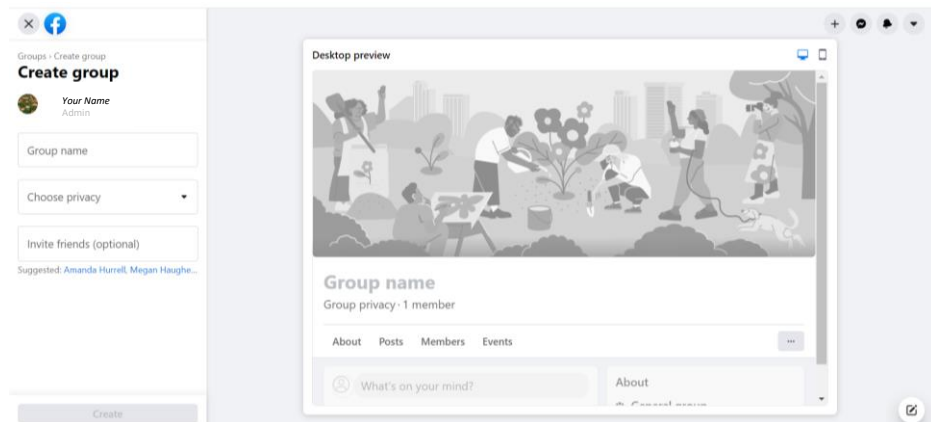 Groups › Create group
Create group
Your Name
Admin
Group name
Choose privacy
Invite friends (optional)
Suggested: Amanda Hurrell, Megan Haughe...
Create
Desktop preview
Group name
Group privacy · 1 member
About Posts Members Events
What's on your mind?
About
General group